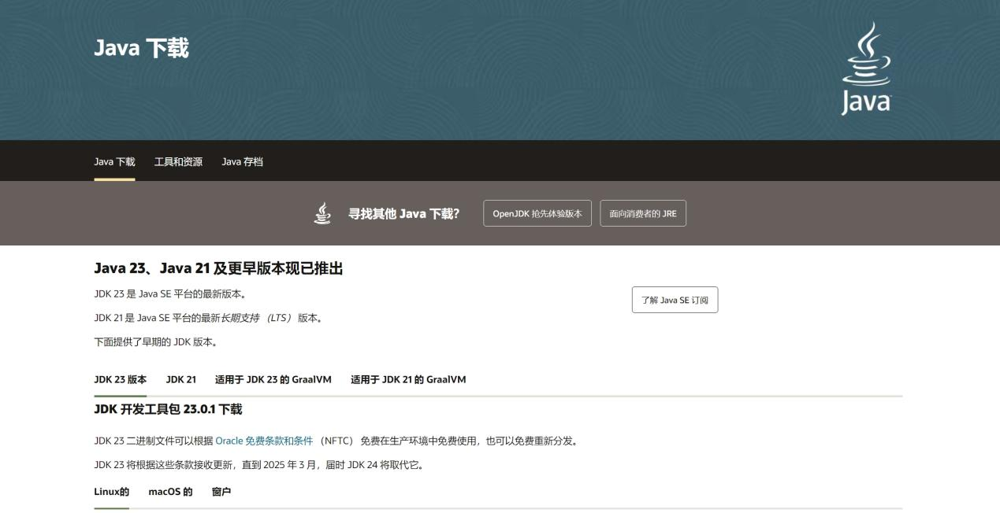 Java 下载
Java
Java 下载 工具和资源 Java 存档
寻找其他 Java 下载? OpenJDK 抢先体验版本 面向消费者的 JRE
Java 23、Java 21 及更早版本现已推出
JDK 23 是 Java SE 平台的最新版本。
了解 Java SE 订阅
JDK 21 是 Java SE 平台的最新长期支持 （LTS） 版本。
下面提供了早期的 JDK 版本。
JDK 23 版本 JDK 21 适用于 JDK 23 的 GraalVM 适用于 JDK 21 的 GraalVM
JDK 开发工具包 23.0.1 下载
JDK 23 二进制文件可以根据 Oracle 免费条款和条件 （NFTC） 免费在生产环境中免费使用，也可以免费重新分发。
JDK 23 将根据这些条款接收更新，直到 2025 年 3 月，届时 JDK 24 将取代它。
Linux的 macOS 的 窗户